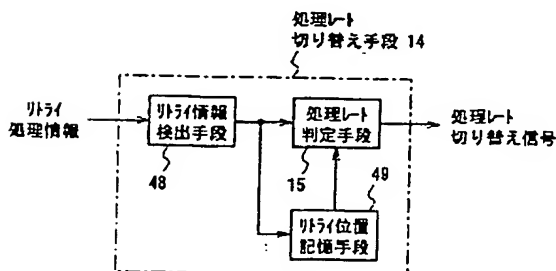 処理レート
切り替え手段 14
リトライ
処理情報
リトライ情報
検出手段
48
処理レート
判定手段
15
処理レート
切り替え信号
49
リトライ位置
記憶手段